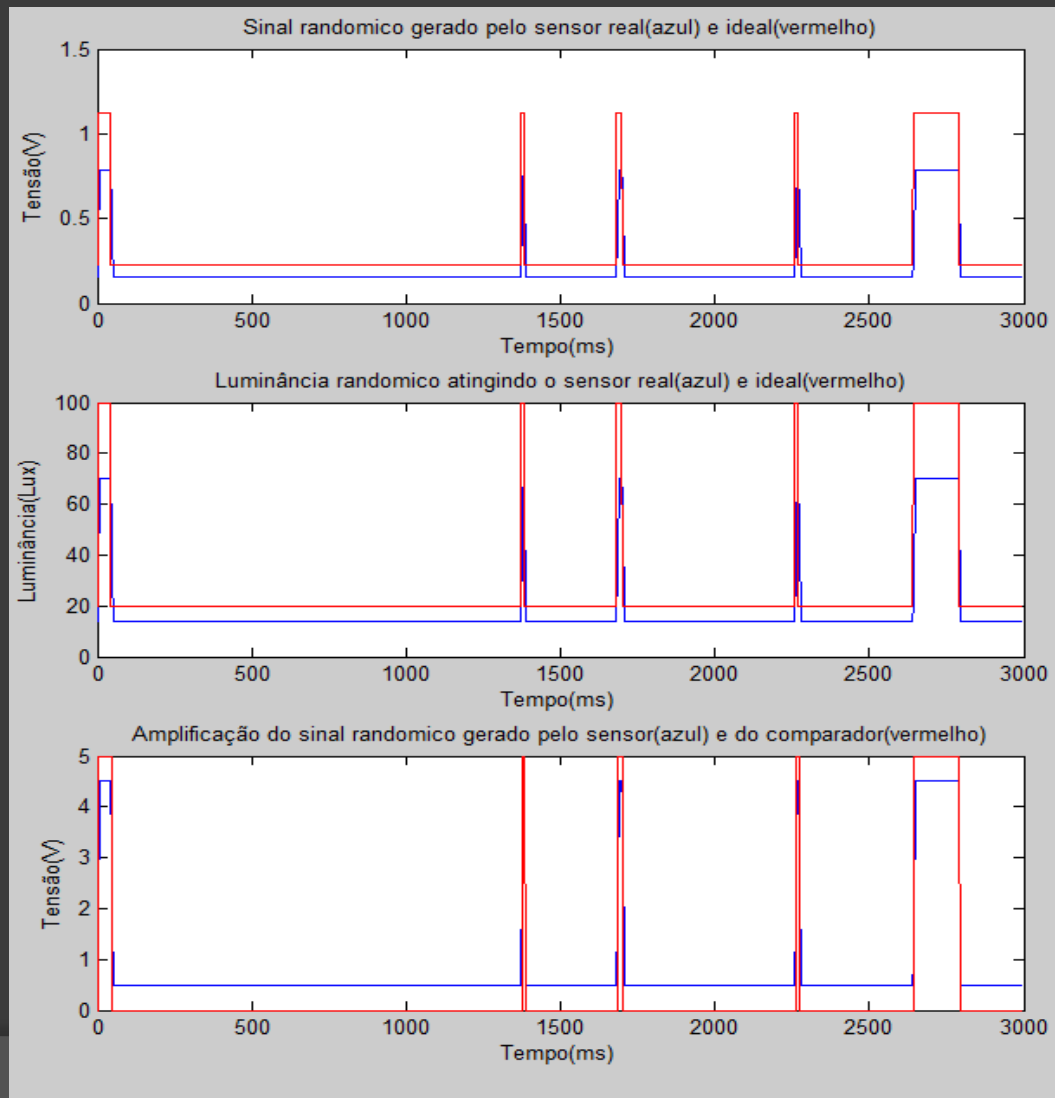 Sinal randomico gerado pelo sensor real(azul) e ideal(vermelho)
1.5
1
0.5
0
Tensão(V)
0 500 1000 1500 2000 2500 3000
Tempo(ms)
Luminância randomico atingindo o sensor real(azul) e ideal(vermelho)
100
80
60
40
20
0
Luminância(Lux)
0 500 1000 1500 2000 2500 3000
Tempo(ms)
Amplificação do sinal randomico gerado pelo sensor(azul) e do comparador(vermelho)
5
4
3
2
1
0
Tensão(V)
0 500 1000 1500 2000 2500 3000
Tempo(ms)